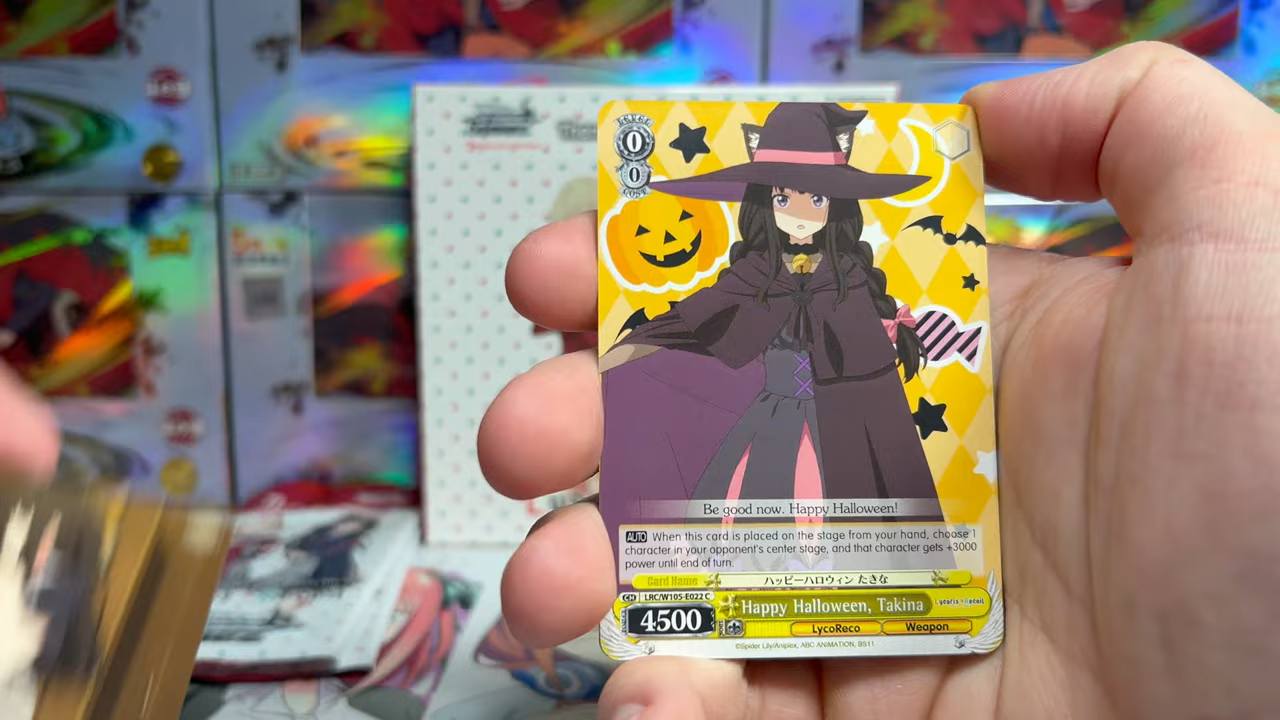 LEVEL
0
0
COST
Be good now. Happy Halloween!
AUTO When this card is placed on the stage from your hand, choose 1
character in your opponent's center stage, and that character gets +3000
power until end of turn.
Card Name ハッピーハロウィン たきな
CH LRC/W105-E022 C
Happy Halloween, Takina
Lycoris Recoil
4500
LycoReco Weapon
©Spider Lily/Aniplex, ABC ANIMATION, BS11